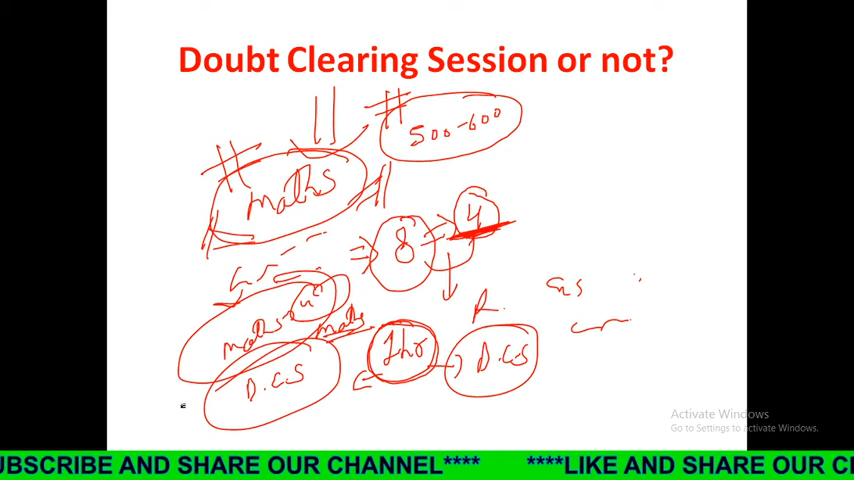 Doubt Clearing Session or not?
500-600
maths
4
8
maths
maths
R.
1hr
D.C.S
D.C.S
Activate Windows
Go to Settings to activate Windows.
UBSCRIBE AND SHARE OUR CHANNEL**** ****LIKE AND SHARE OUR C